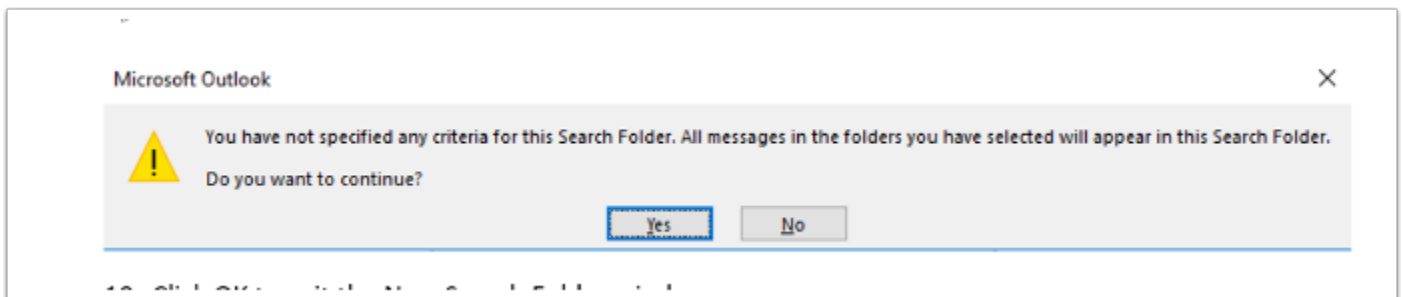 Microsoft Outlook
You have not specified any criteria for this Search Folder. All messages in the folders you have selected will appear in this Search Folder.
Do you want to continue?
Yes
No